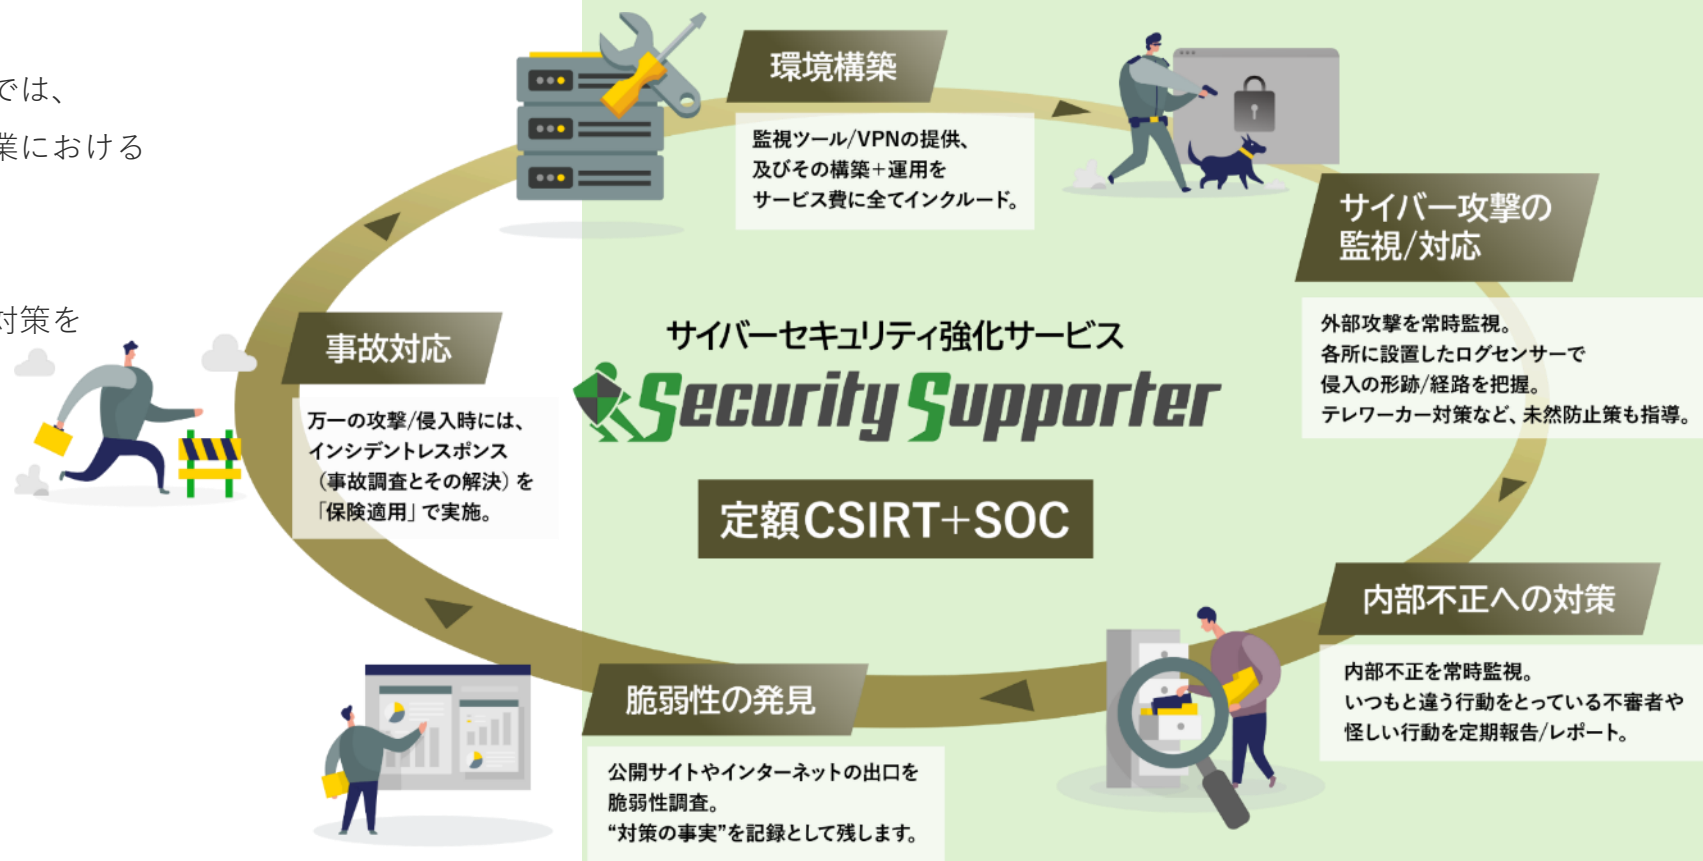 では、
業における
対策を
環境構築
監視ツール/VPNの提供、
及びその構築+運用を
サービス費に全てインクルード。
サイバー攻撃の
監視/対応
外部攻撃を常時監視。
各所に設置したログセンサーで
侵入の形跡/経路を把握。
テレワーカー対策など、未然防止策も指導。
サイバーセキュリティ強化サービス
Security Supporter
定額CSIRT+SOC
事故対応
万一の攻撃/侵入時には、
インシデントレスポンス
(事故調査とその解決)を
「保険適用」で実施。
内部不正への対策
内部不正を常時監視。
いつもと違う行動をとっている不審者や
怪しい行動を定期報告/レポート。
脆弱性の発見
公開サイトやインターネットの出口を
脆弱性調査。
“対策の事実”を記録として残します。